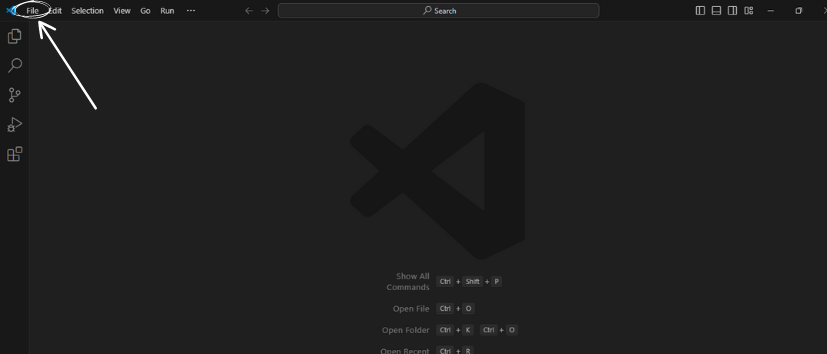 File Edit Selection View Go Run ... Search
Show All Ctrl + Shift + P
Commands
Open File Ctrl + O
Open Folder Ctrl + K Ctrl + O
Open Recent Ctrl + R